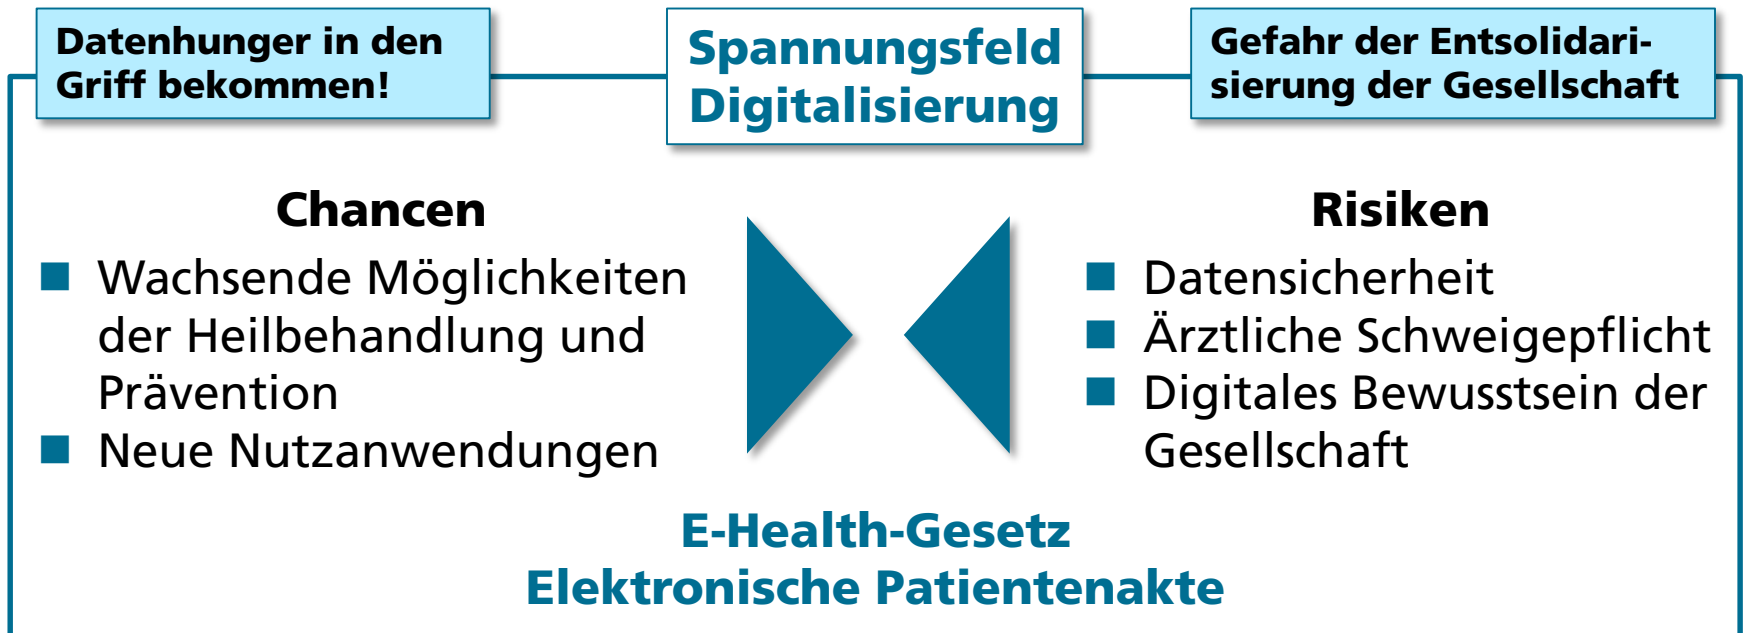 Datenhunger in den
Griff bekommen!
Spannungsfeld
Digitalisierung
Gefahr der Entsolidari-
sierung der Gesellschaft
Chancen
Wachsende Möglichkeiten
der Heilbehandlung und
Prävention
Neue Nutzanwendungen
Risiken
Datensicherheit
Ärztliche Schweigepflicht
Digitales Bewusstsein der
Gesellschaft
E-Health-Gesetz
Elektronische Patientenakte